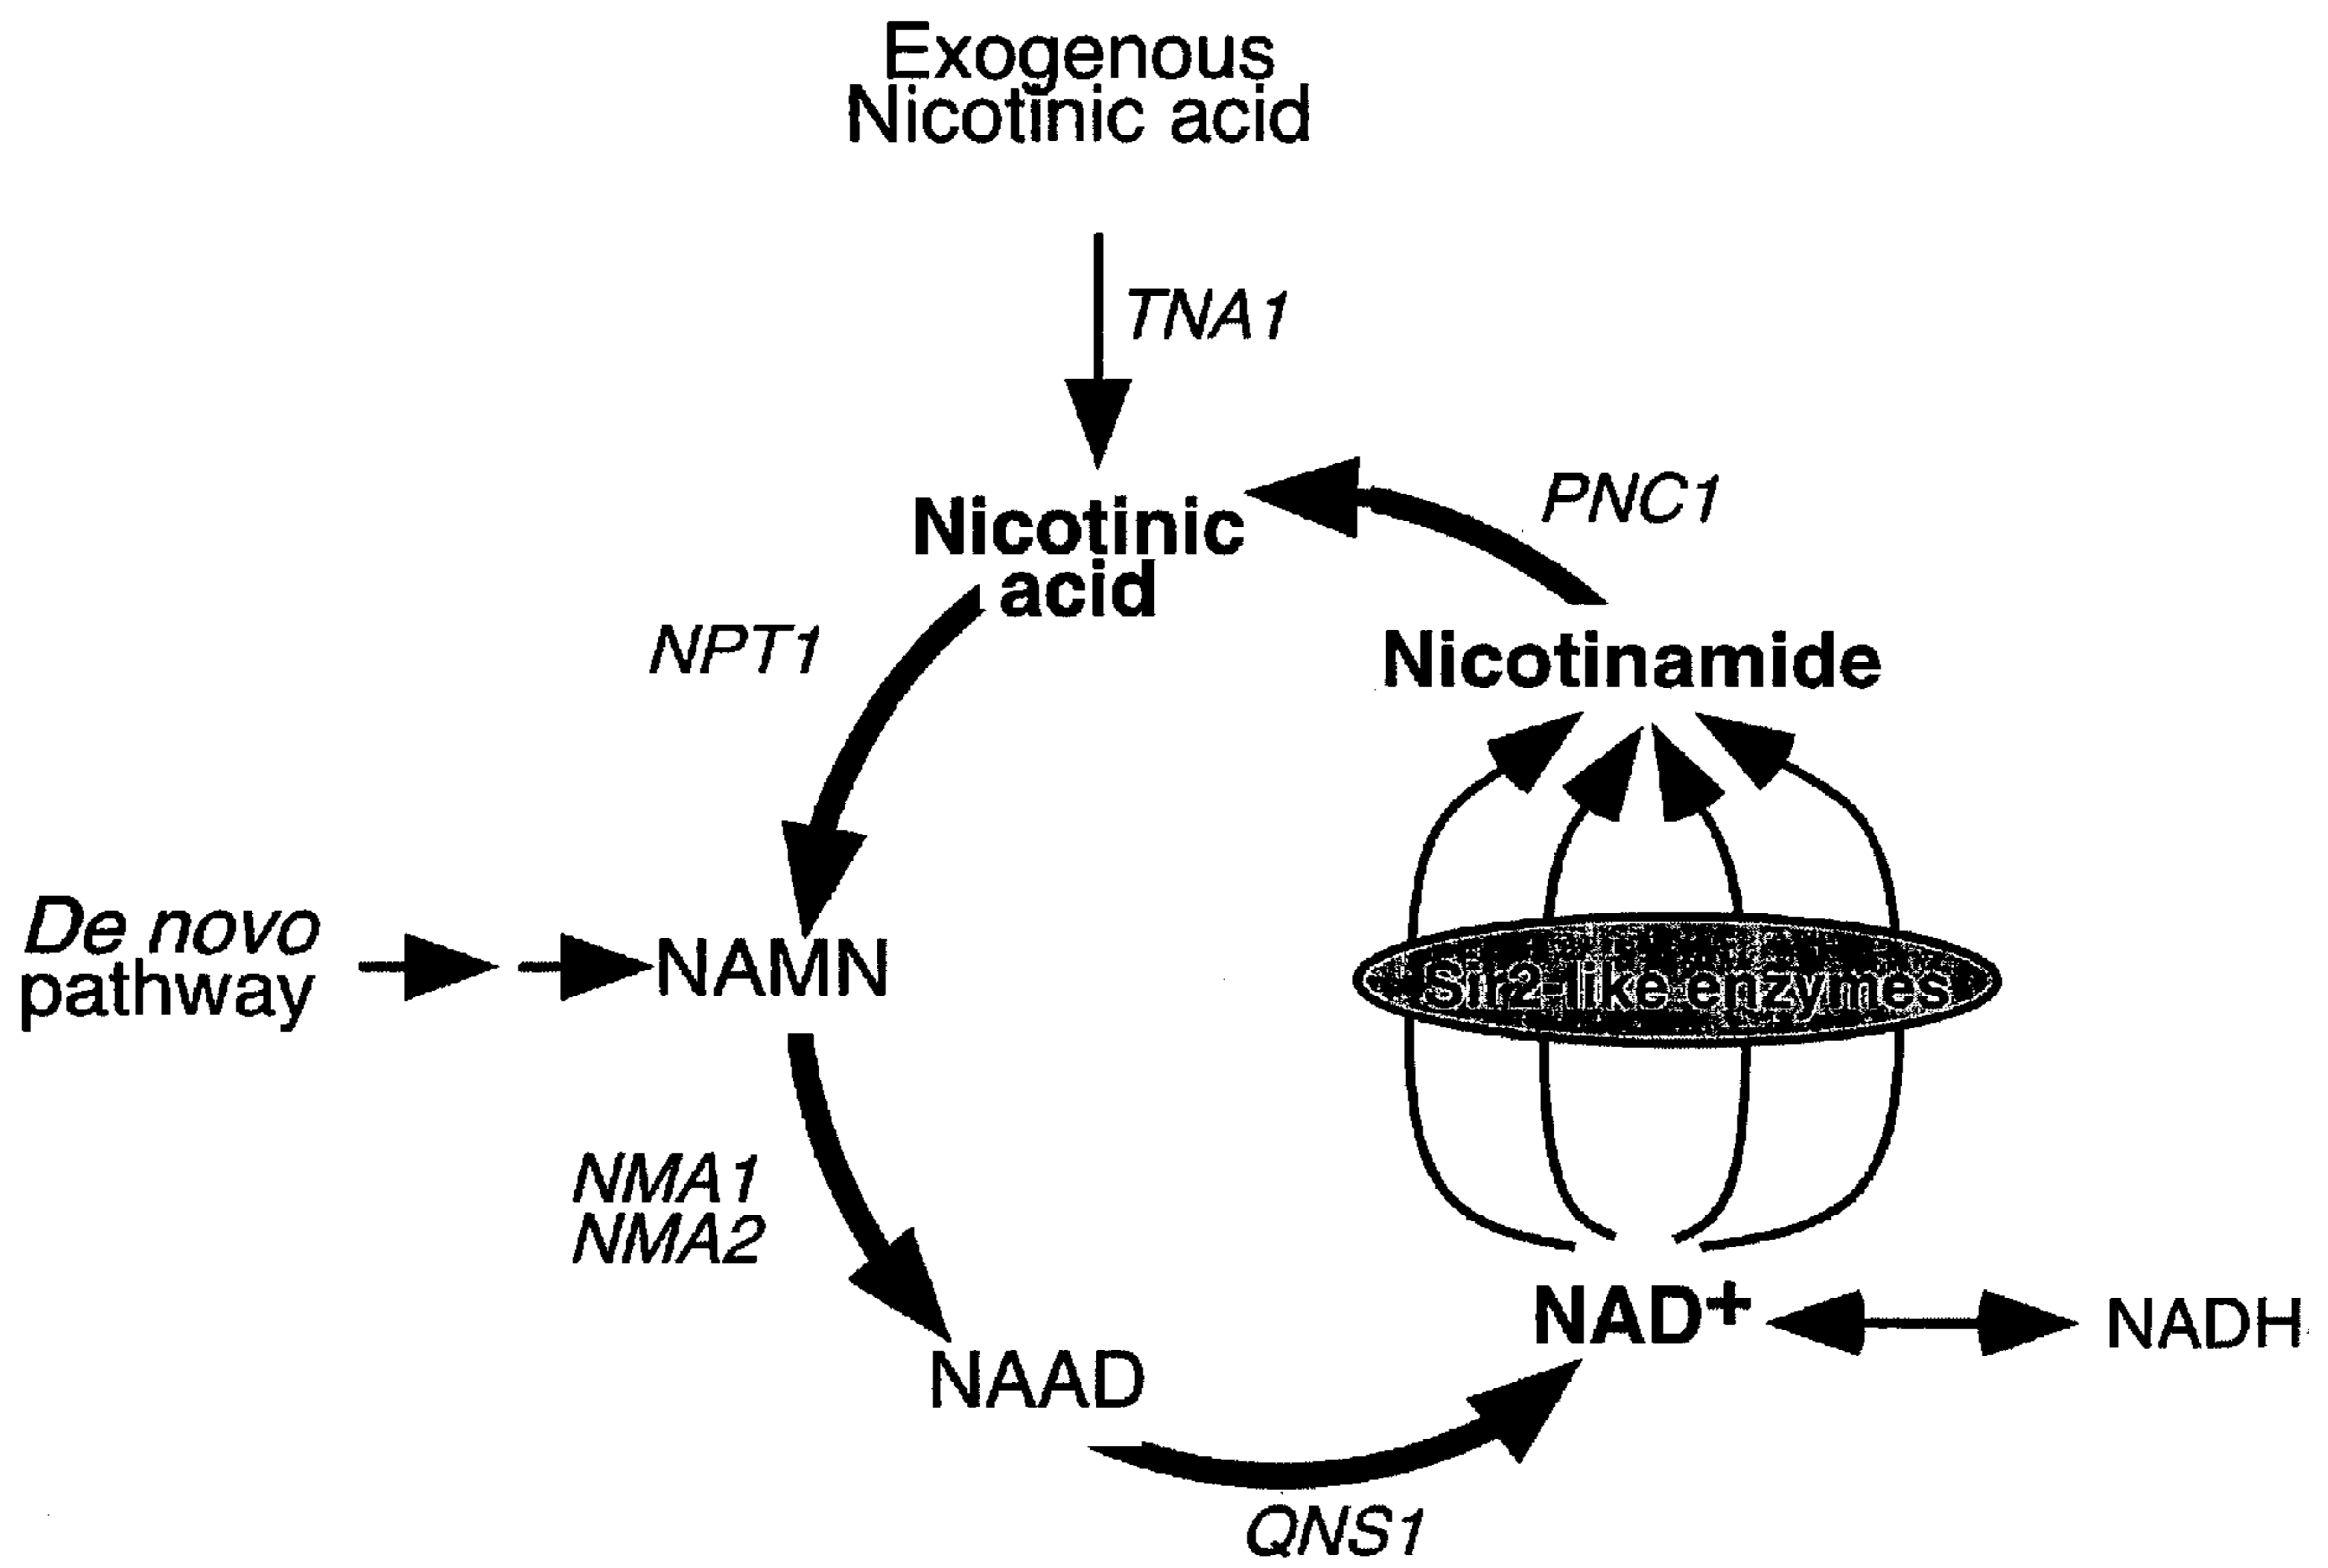 Exogenous
Nicotinic acid
TNA1
PNC1
Nicotinic
acid
NPT1
Nicotinamide
De novo
pathway
NAMN
Sir2-like enzymes
NMA1
NMA2
NAD+
NADH
NAAD
QNS1